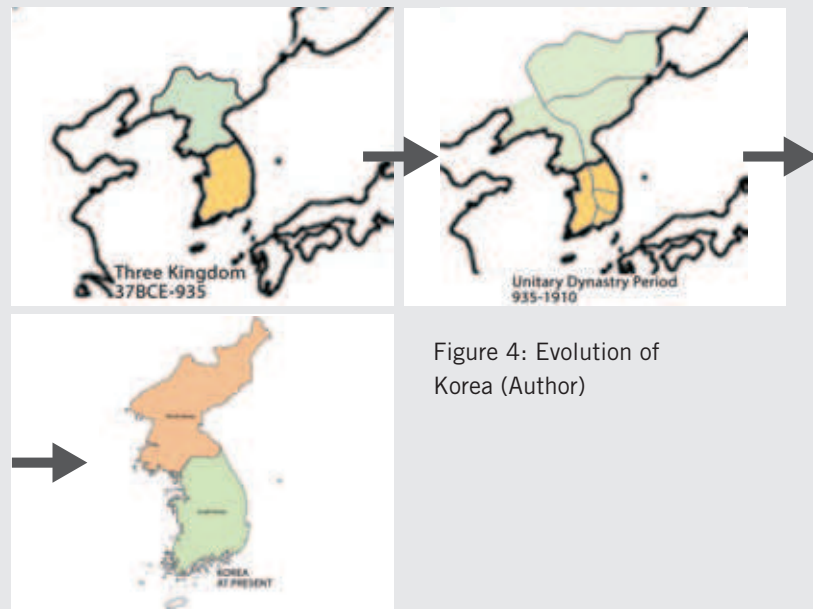 Three Kingdom
37BCE-935
Unitary Dynastry Period
935-1910
Figure 4: Evolution of
Korea (Author)
KOREA
AT PRESENT